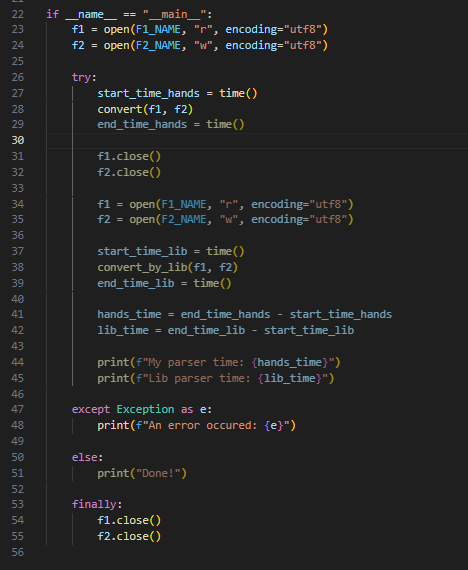 22 if __name__ == "__main__":
23     f1 = open(F1_NAME, "r", encoding="utf8")
24     f2 = open(F2_NAME, "w", encoding="utf8")
25
26     try:
27         start_time_hands = time()
28         convert(f1, f2)
29         end_time_hands = time()
30
31         f1.close()
32         f2.close()
33
34         f1 = open(F1_NAME, "r", encoding="utf8")
35         f2 = open(F2_NAME, "w", encoding="utf8")
36
37         start_time_lib = time()
38         convert_by_lib(f1, f2)
39         end_time_lib = time()
40
41         hands_time = end_time_hands - start_time_hands
42         lib_time = end_time_lib - start_time_lib
43
44         print(f"My parser time: {hands_time}")
45         print(f"Lib parser time: {lib_time}")
46
47     except Exception as e:
48         print(f"An error occured: {e}")
49
50     else:
51         print("Done!")
52
53     finally:
54         f1.close()
55         f2.close()
56